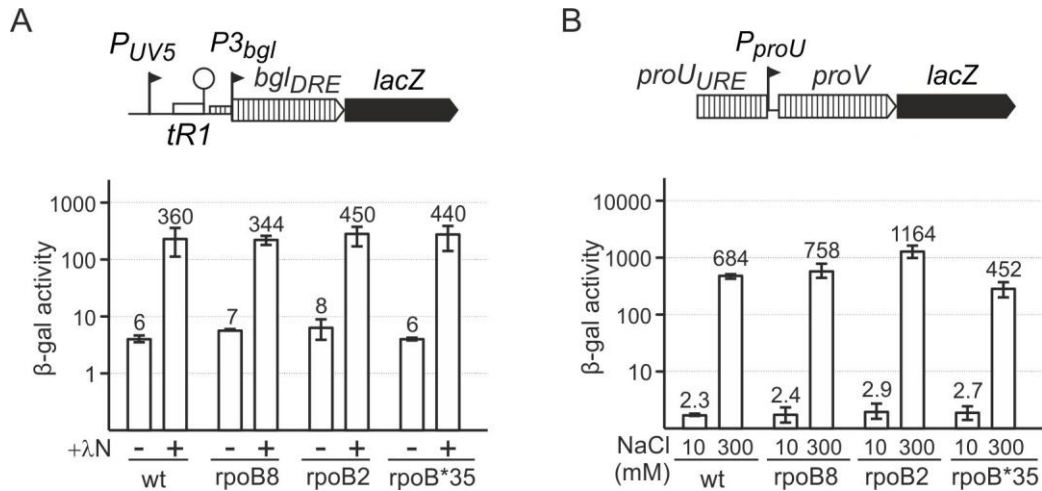 A
P_UV5 P3_bgl
bgl_DRE lacZ
tR1
β-gal activity
1000
100
10
1
6 360 7 344 8 450 6 440
+λN - + - + - + - +
wt rpoB8 rpoB2 rpoB*35
B
P_proU
proU_URE proV lacZ
β-gal activity
10000
1000
100
10
2.3 684 2.4 758 2.9 1164 2.7 452
NaCl 10 300 10 300 10 300 10 300
(mM) wt rpoB8 rpoB2 rpoB*35